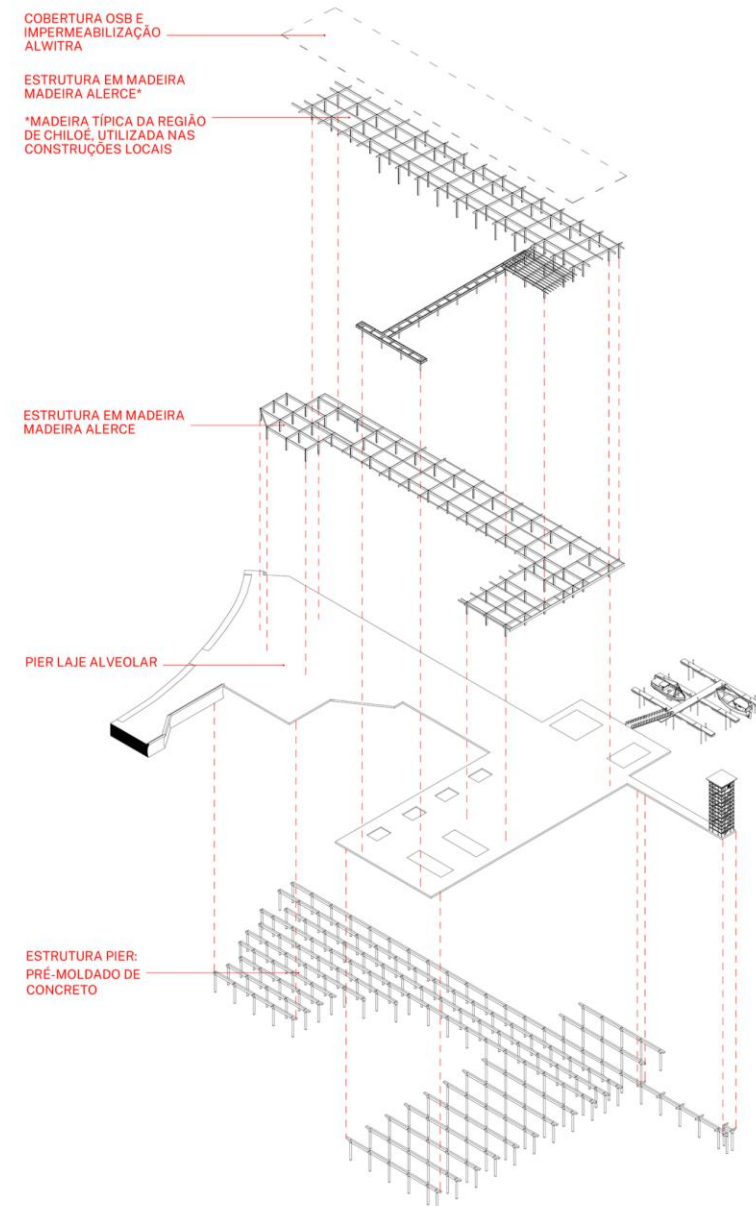 COBERTURA OSB E
IMPERMEABILIZAÇÃO
ALWITRA
ESTRUTURA EM MADEIRA
MADEIRA ALERCE*
*MADEIRA TÍPICA DA REGIÃO
DE CHILOÉ, UTILIZADA NAS
CONSTRUÇÕES LOCAIS
ESTRUTURA EM MADEIRA
MADEIRA ALERCE
PIER LAJE ALVEOLAR
ESTRUTURA PIER:
PRÉ-MOLDADO DE
CONCRETO